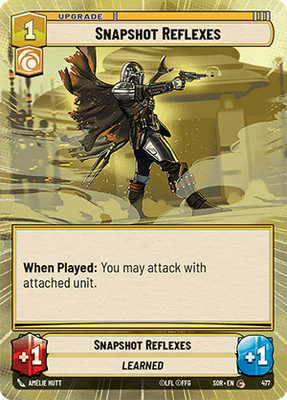 UPGRADE
1
SNAPSHOT REFLEXES
When Played: You may attack with
attached unit.
SNAPSHOT REFLEXES
+1
LEARNED
+1
AMÉLIE HUTT
©LFL ©FFG
SOR • EN
477